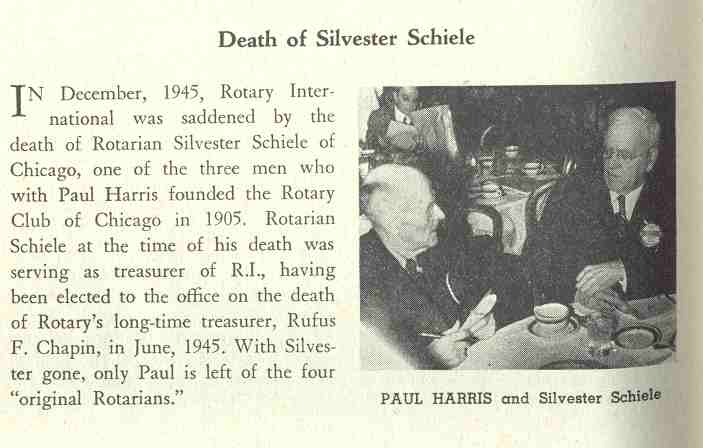 Death of Silvester Schiele
IN December, 1945, Rotary Inter-
national was saddened by the
death of Rotarian Silvester Schiele of
Chicago, one of the three men who
with Paul Harris founded the Rotary
Club of Chicago in 1905. Rotarian
Schiele at the time of his death was
serving as treasurer of R.I., having
been elected to the office on the death
of Rotary's long-time treasurer, Rufus
F. Chapin, in June, 1945. With Silves-
ter gone, only Paul is left of the four
"original Rotarians."
PAUL HARRIS and Silvester Schiele